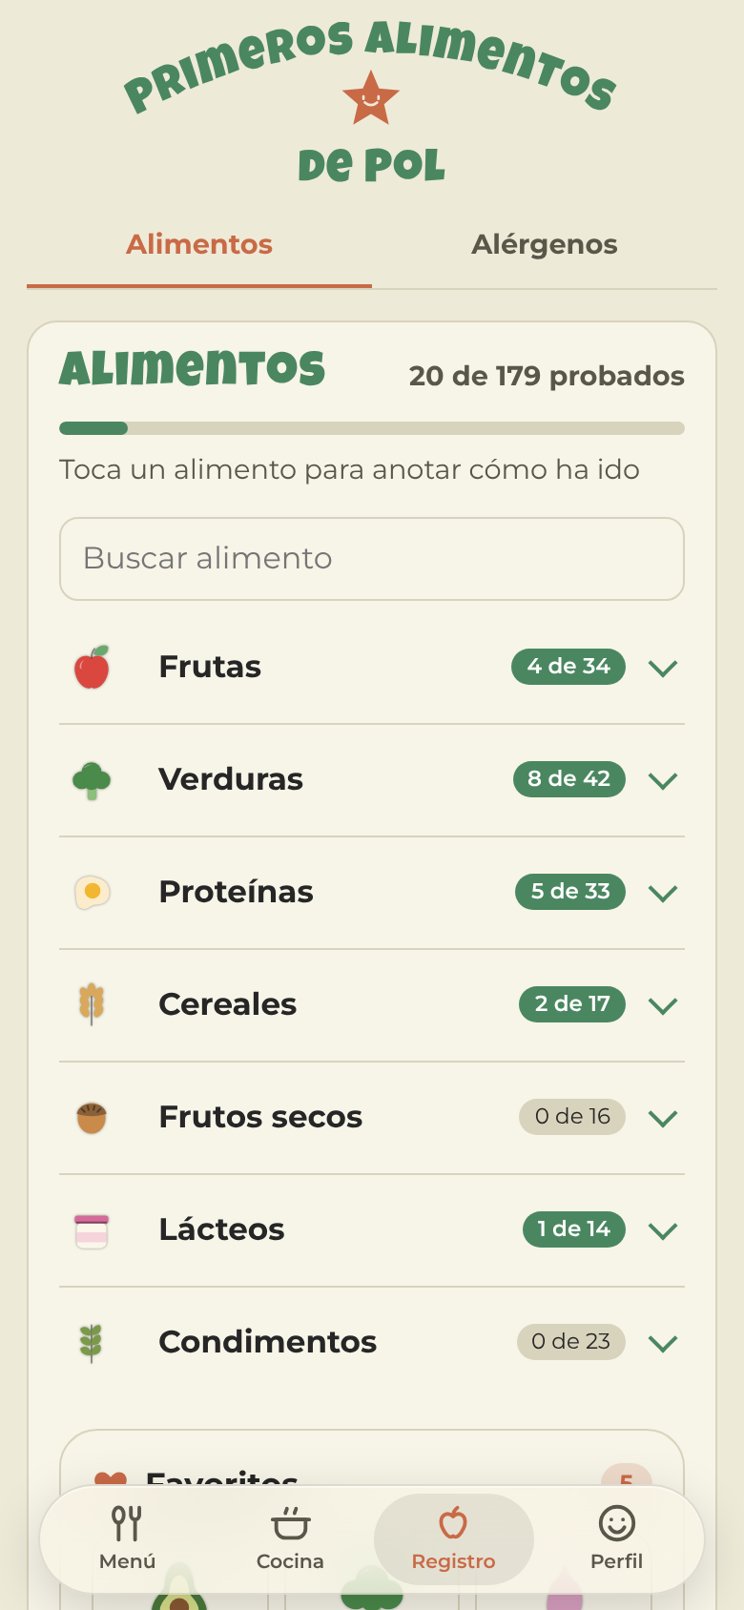 PRIMEROS ALIMENTOS
DE POL
Alimentos
Alérgenos
ALIMENTOS
20 de 179 probados
Toca un alimento para anotar cómo ha ido
Buscar alimento
Frutas
4 de 34
Verduras
8 de 42
Proteínas
5 de 33
Cereales
2 de 17
Frutos secos
0 de 16
Lácteos
1 de 14
Condimentos
0 de 23
Favoritos
5
Menú
Cocina
Registro
Perfil